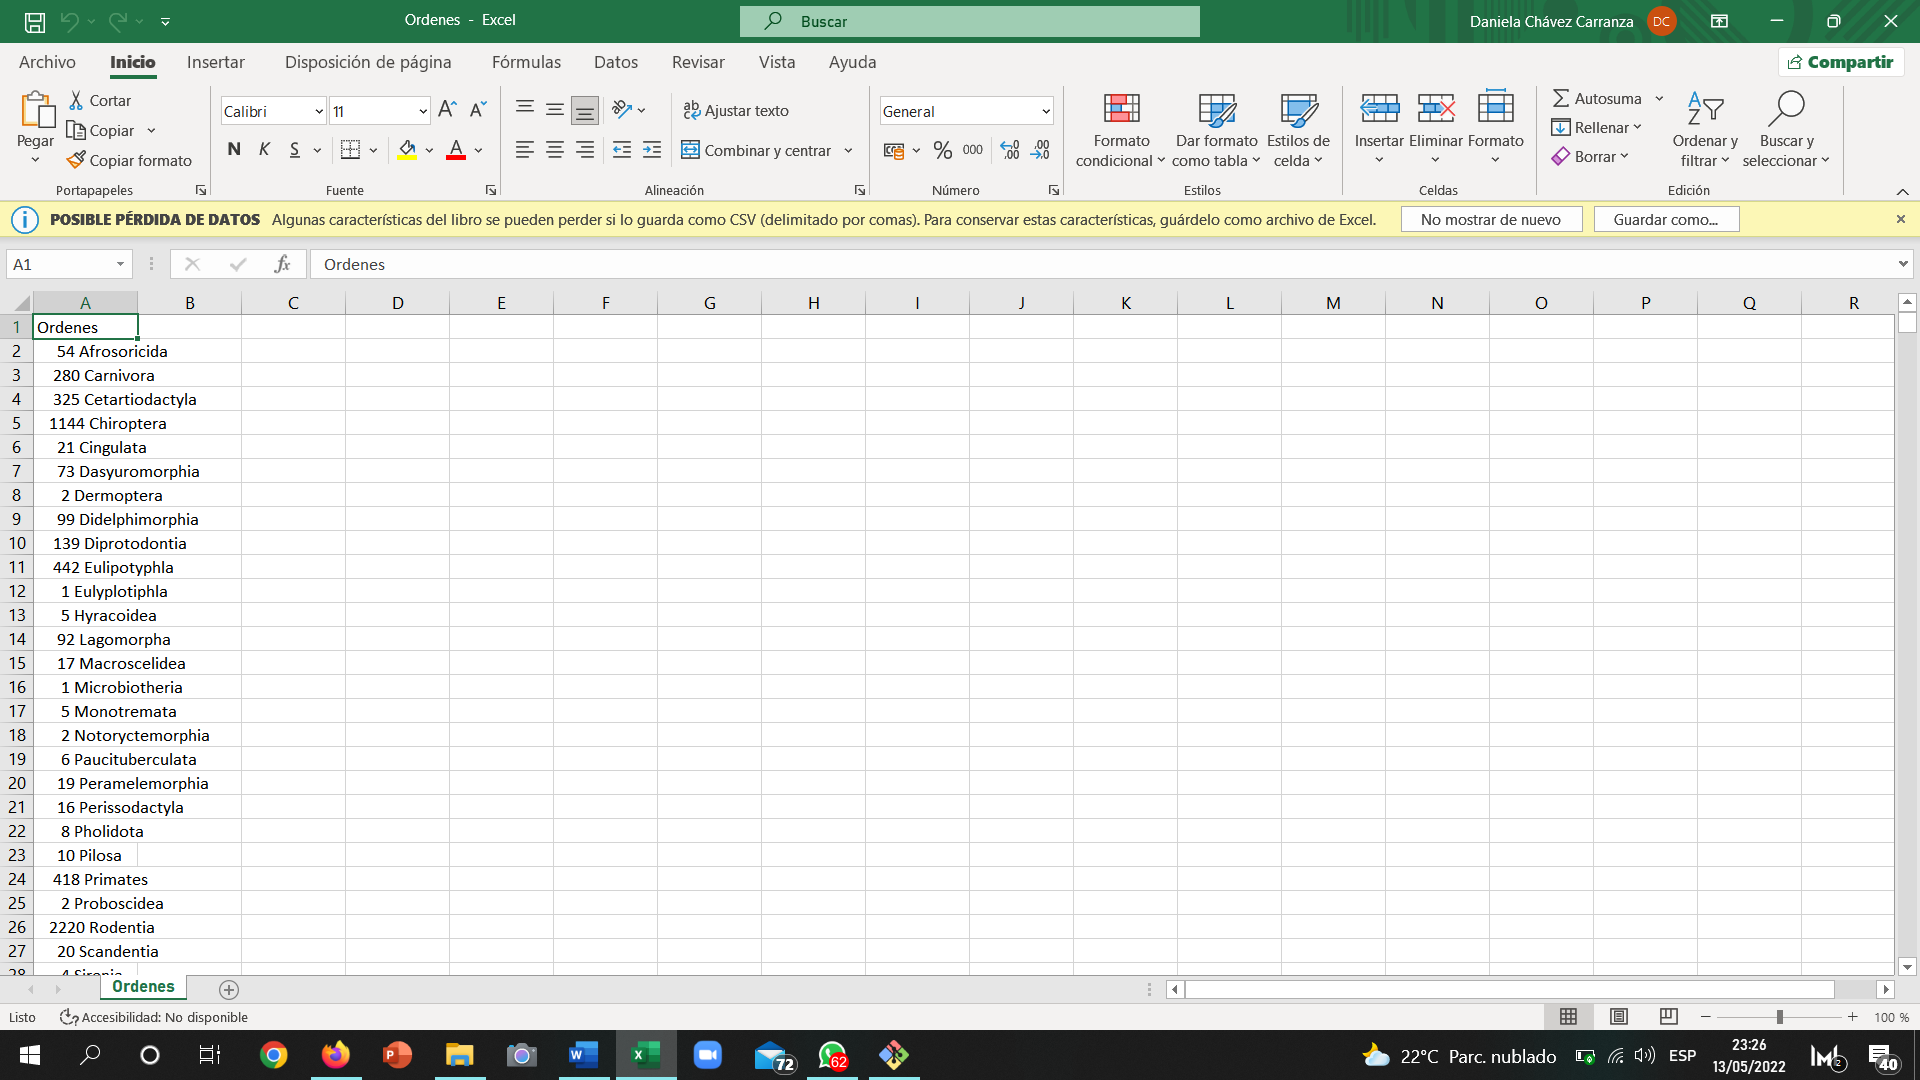 Ordenes - Excel
Buscar
Daniela Chávez Carranza
DC
Archivo Inicio Insertar Disposición de página Fórmulas Datos Revisar Vista Ayuda
Compartir
Pegar
Cortar
Copiar
Copiar formato
Portapapeles
Calibri
11
N K S
Fuente
Ajustar texto
Combinar y centrar
Alineación
General
% 000
Número
Formato condicional
Dar formato como tabla
Estilos de celda
Estilos
Insertar Eliminar Formato
Celdas
Autosuma
Rellenar
Borrar
Ordenar y filtrar
Buscar y seleccionar
Edición
POSIBLE PÉRDIDA DE DATOS Algunas características del libro se pueden perder si lo guarda como CSV (delimitado por comas). Para conservar estas características, guárdelo como archivo de Excel.
No mostrar de nuevo
Guardar como...
A1
fx
Ordenes
A B C D E F G H I J K L M N O P Q R
1 Ordenes
2 54 Afrosoricida
3 280 Carnivora
4 325 Cetartiodactyla
5 1144 Chiroptera
6 21 Cingulata
7 73 Dasyuromorphia
8 2 Dermoptera
9 99 Didelphimorphia
10 139 Diprotodontia
11 442 Eulipotyphla
12 1 Eulyplotiphla
13 5 Hyracoidea
14 92 Lagomorpha
15 17 Macroscelidea
16 1 Microbiotheria
17 5 Monotremata
18 2 Notoryctemorphia
19 6 Paucituberculata
20 19 Peramelemorphia
21 16 Perissodactyla
22 8 Pholidota
23 10 Pilosa
24 418 Primates
25 2 Proboscidea
26 2220 Rodentia
27 20 Scandentia
28 4 Sirenia
Ordenes
Listo
Accesibilidad: No disponible
100 %
72
62
22°C Parc. nublado
ESP
23:26
13/05/2022
2
40